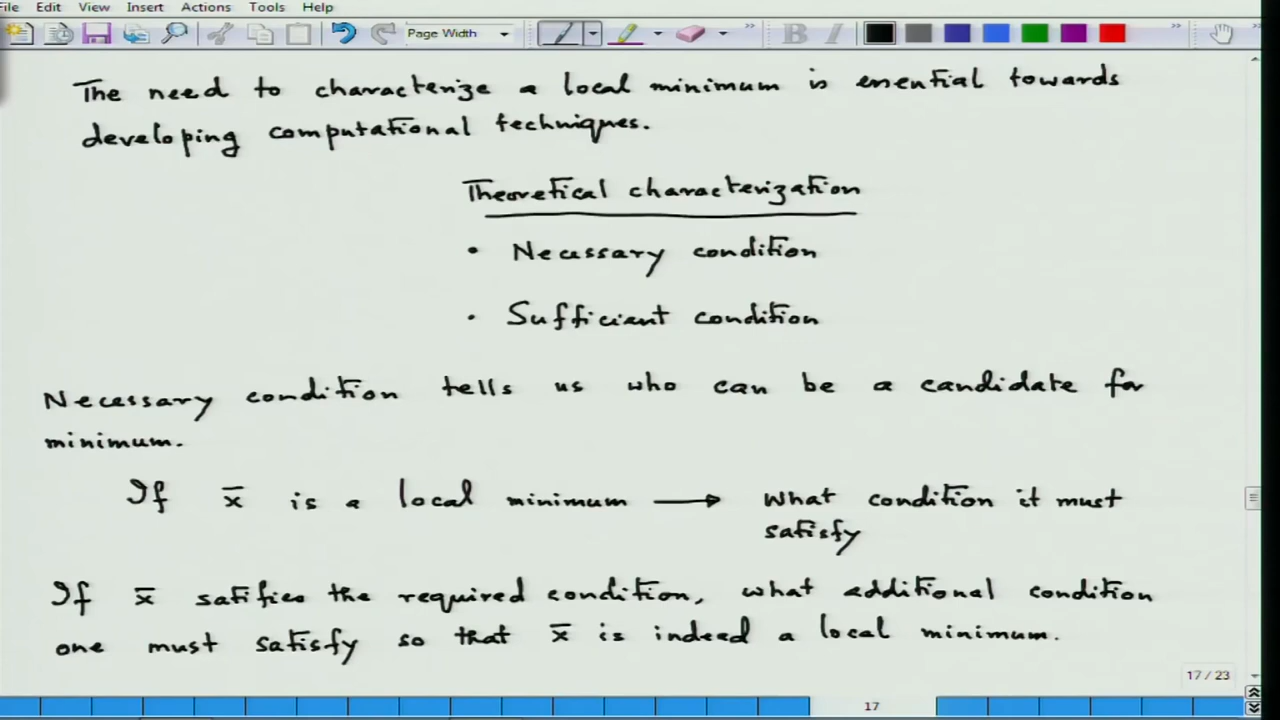 File Edit View Insert Actions Tools Help
Page Width
B I
The need to characterize a local minimum is essential towards
developing computational techniques.
Theoretical characterization
• Necessary condition
• Sufficient condition
Necessary condition tells us who can be a candidate for
minimum.
If x̄ is a local minimum → What condition it must
satisfy
If x̄ satifies the required condition, what additional condition
one must satisfy so that x̄ is indeed a local minimum.
17 / 23
17